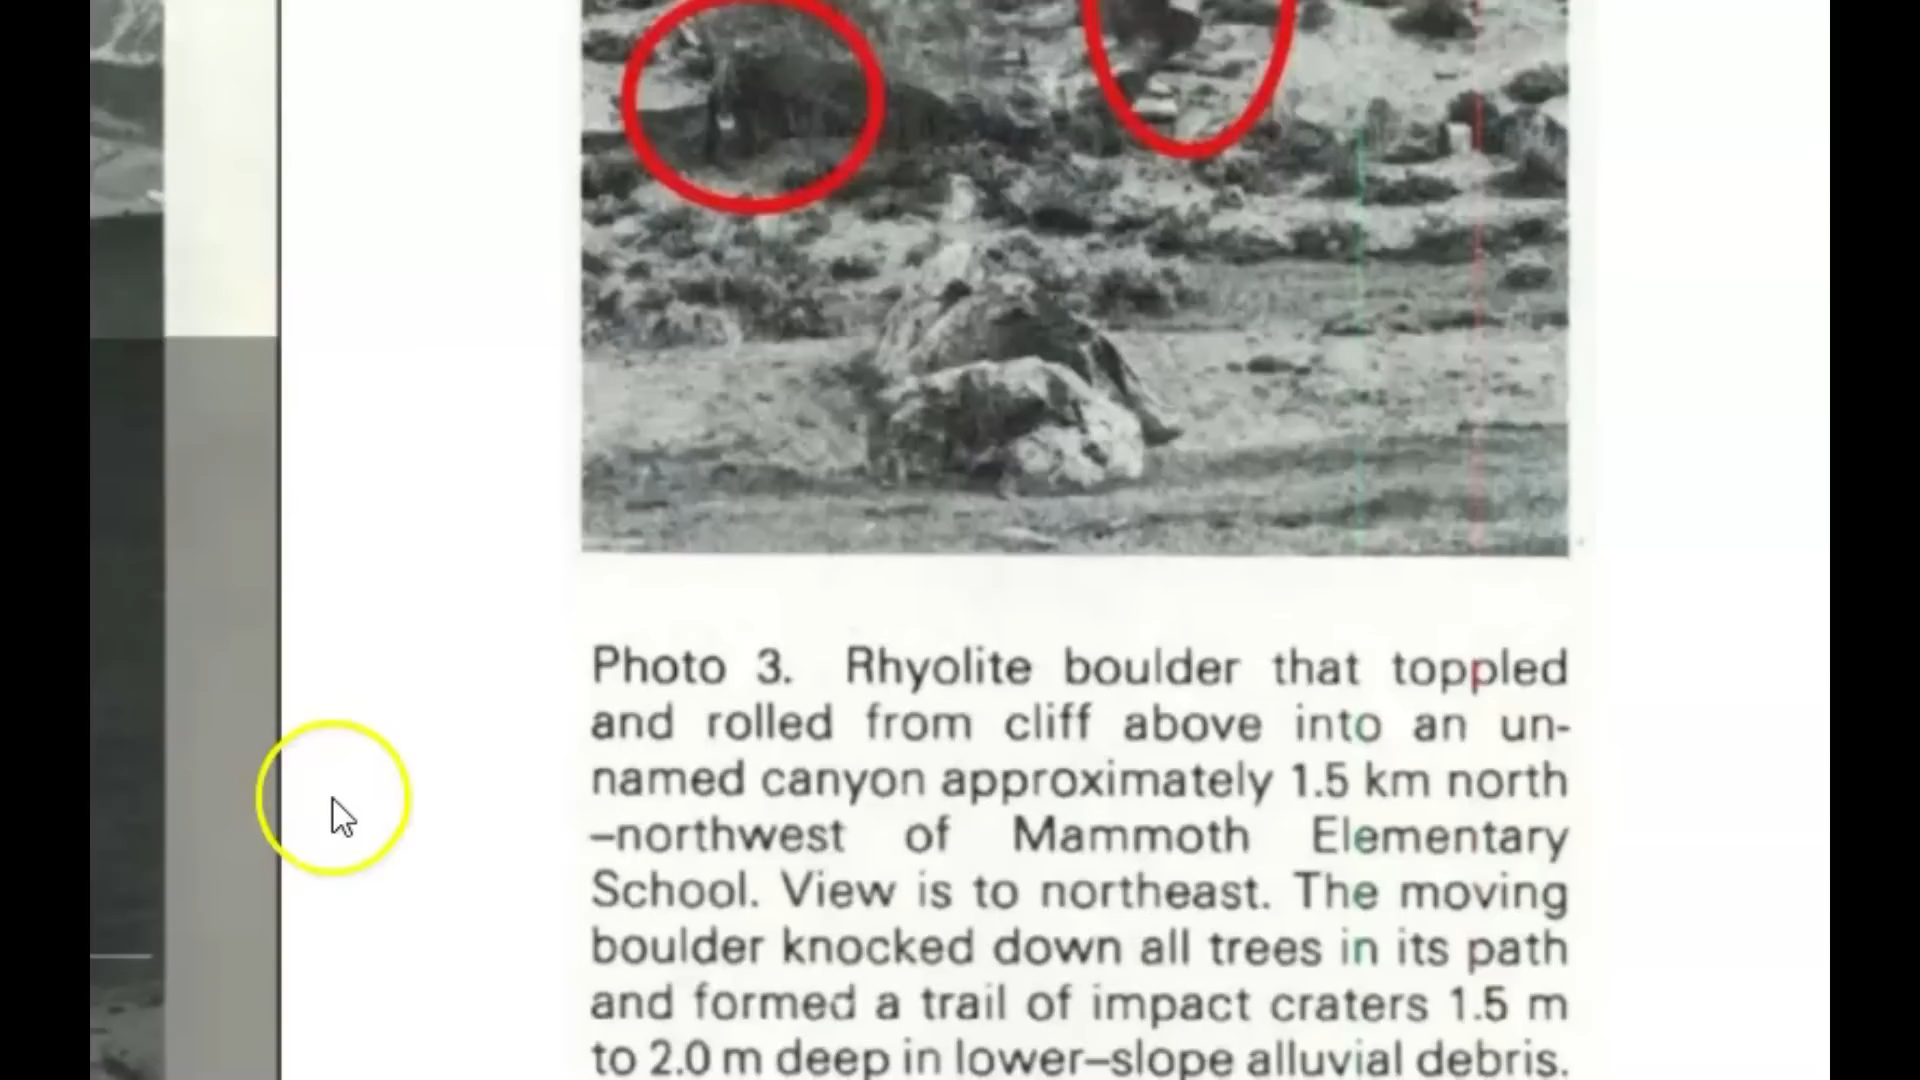 Photo 3. Rhyolite boulder that toppled
and rolled from cliff above into an un-
named canyon approximately 1.5 km north
–northwest of Mammoth Elementary
School. View is to northeast. The moving
boulder knocked down all trees in its path
and formed a trail of impact craters 1.5 m
to 2.0 m deep in lower–slope alluvial debris.